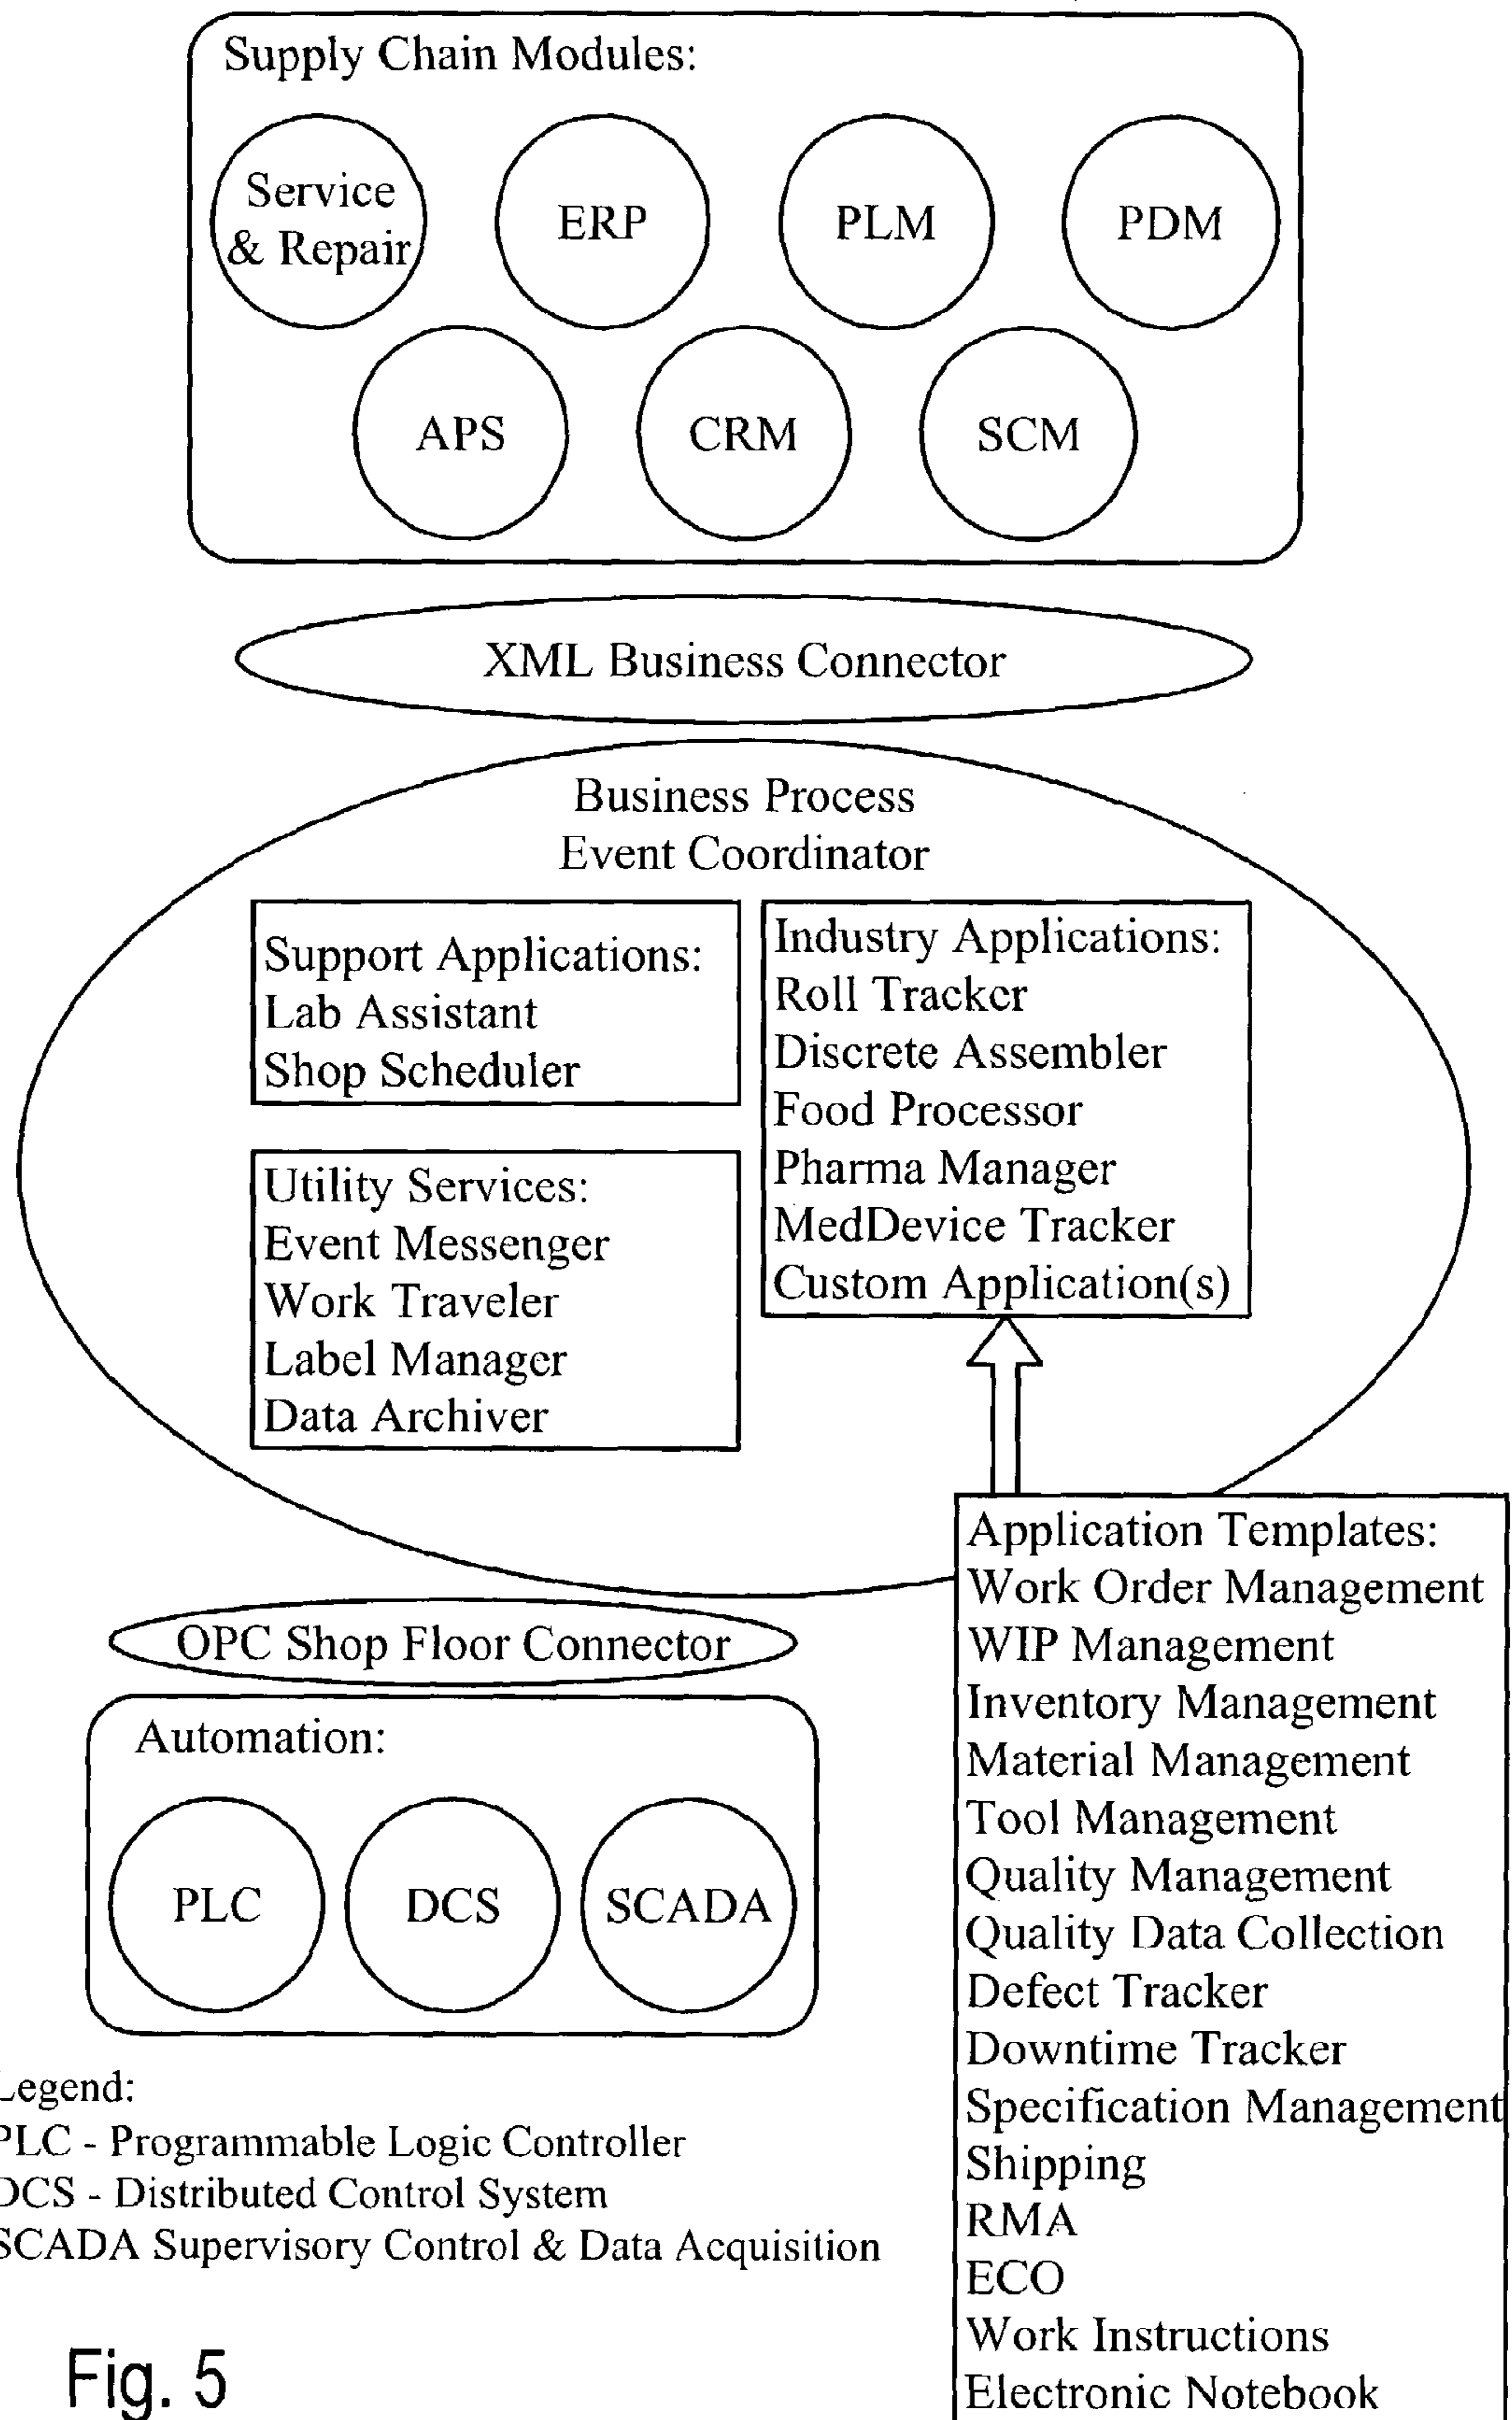 Supply Chain Modules:
Service
& Repair
ERP
PLM
PDM
APS
CRM
SCM
XML Business Connector
Business Process
Event Coordinator
Support Applications:
Lab Assistant
Shop Scheduler
Utility Services:
Event Messenger
Work Traveler
Label Manager
Data Archiver
Industry Applications:
Roll Tracker
Discrete Assembler
Food Processor
Pharma Manager
MedDevice Tracker
Custom Application(s)
Application Templates:
Work Order Management
WIP Management
Inventory Management
Material Management
Tool Management
Quality Management
Quality Data Collection
Defect Tracker
Downtime Tracker
Specification Management
Shipping
RMA
ECO
Work Instructions
Electronic Notebook
OPC Shop Floor Connector
Automation:
PLC
DCS
SCADA
Legend:
PLC - Programmable Logic Controller
DCS - Distributed Control System
SCADA Supervisory Control & Data Acquisition
Fig. 5